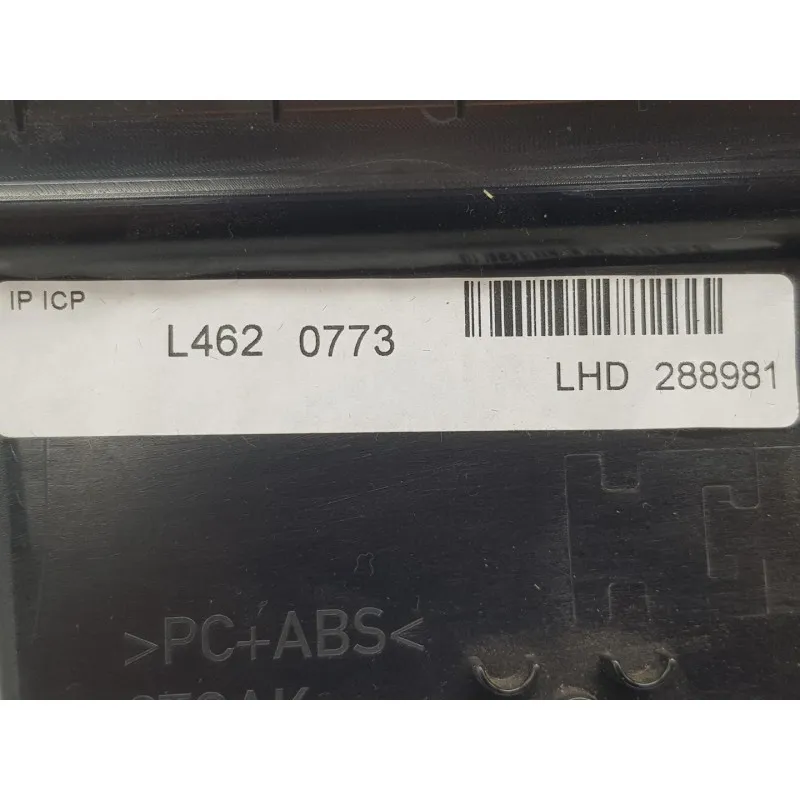 IP ICP
L462 0773
LHD 288981
>PC+ABS<